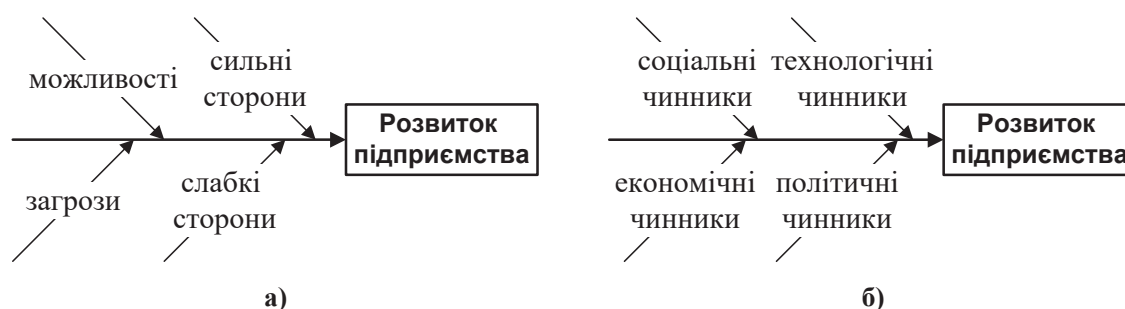 можливості
сильні
сторони
Розвиток
підприємства
загрози
слабкі
сторони
а)
соціальні
чинники
технологічні
чинники
Розвиток
підприємства
економічні
чинники
політичні
чинники
б)